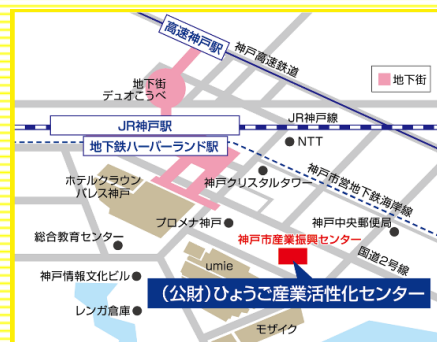 高速神戸駅
神戸高速鉄道
地下街
デュオこうべ
地下街
JR神戸駅
JR神戸線
地下鉄ハーバーランド駅
NTT
神戸市営地下鉄海岸線
ホテルクラウン
パレス神戸
神戸クリスタルタワー
プロメナ神戸
神戸中央郵便局
総合教育センター
神戸市産業振興センター
国道2号線
umie
神戸情報文化ビル
(公財)ひょうご産業活性化センター
レンガ倉庫
モザイク